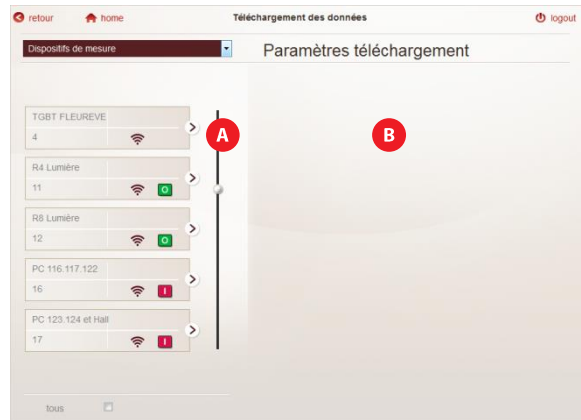 retour home Téléchargement des données logout
Dispositifs de mesure
Paramètres téléchargement
TGBT FLEUREVE
4
A
B
R4 Lumière
11 O
R8 Lumière
12 O
PC 116.117.122
16 I
PC 123.124 et Hall
17 I
tous